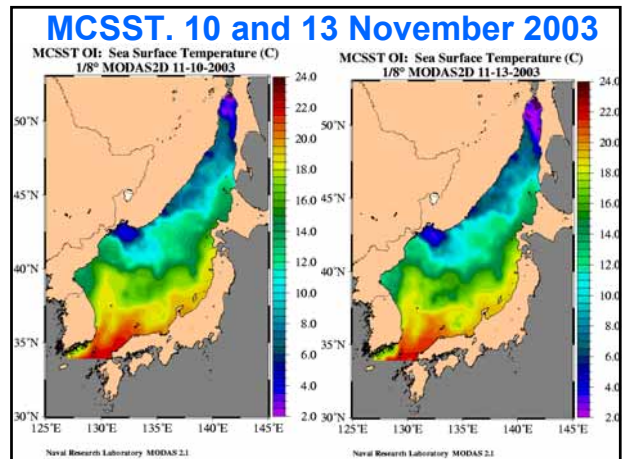 MCSST. 10 and 13 November 2003
MCSST OI: Sea Surface Temperature (C)
1/8° MODAS2D 11-10-2003
50°N
45°N
40°N
35°N
30°N
125°E
130°E
135°E
140°E
145°E
24.0
22.0
20.0
18.0
16.0
14.0
12.0
10.0
8.0
6.0
4.0
2.0
Naval Research Laboratory MODAS 2.1
MCSST OI: Sea Surface Temperature (C)
1/8° MODAS2D 11-13-2003
50°N
45°N
40°N
35°N
30°N
125°E
130°E
135°E
140°E
145°E
24.0
22.0
20.0
18.0
16.0
14.0
12.0
10.0
8.0
6.0
4.0
2.0
Naval Research Laboratory MODAS 2.1